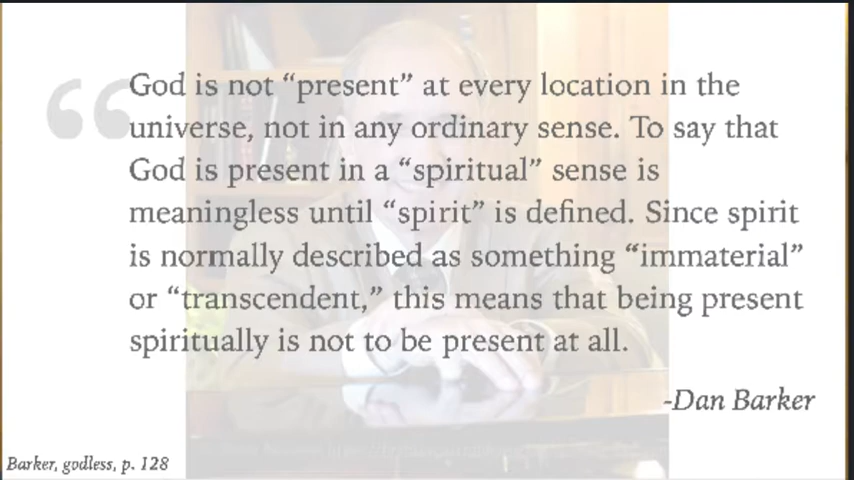 God is not “present” at every location in the
universe, not in any ordinary sense. To say that
God is present in a “spiritual” sense is
meaningless until “spirit” is defined. Since spirit
is normally described as something “immaterial”
or “transcendent,” this means that being present
spiritually is not to be present at all.
-Dan Barker
Barker, godless, p. 128